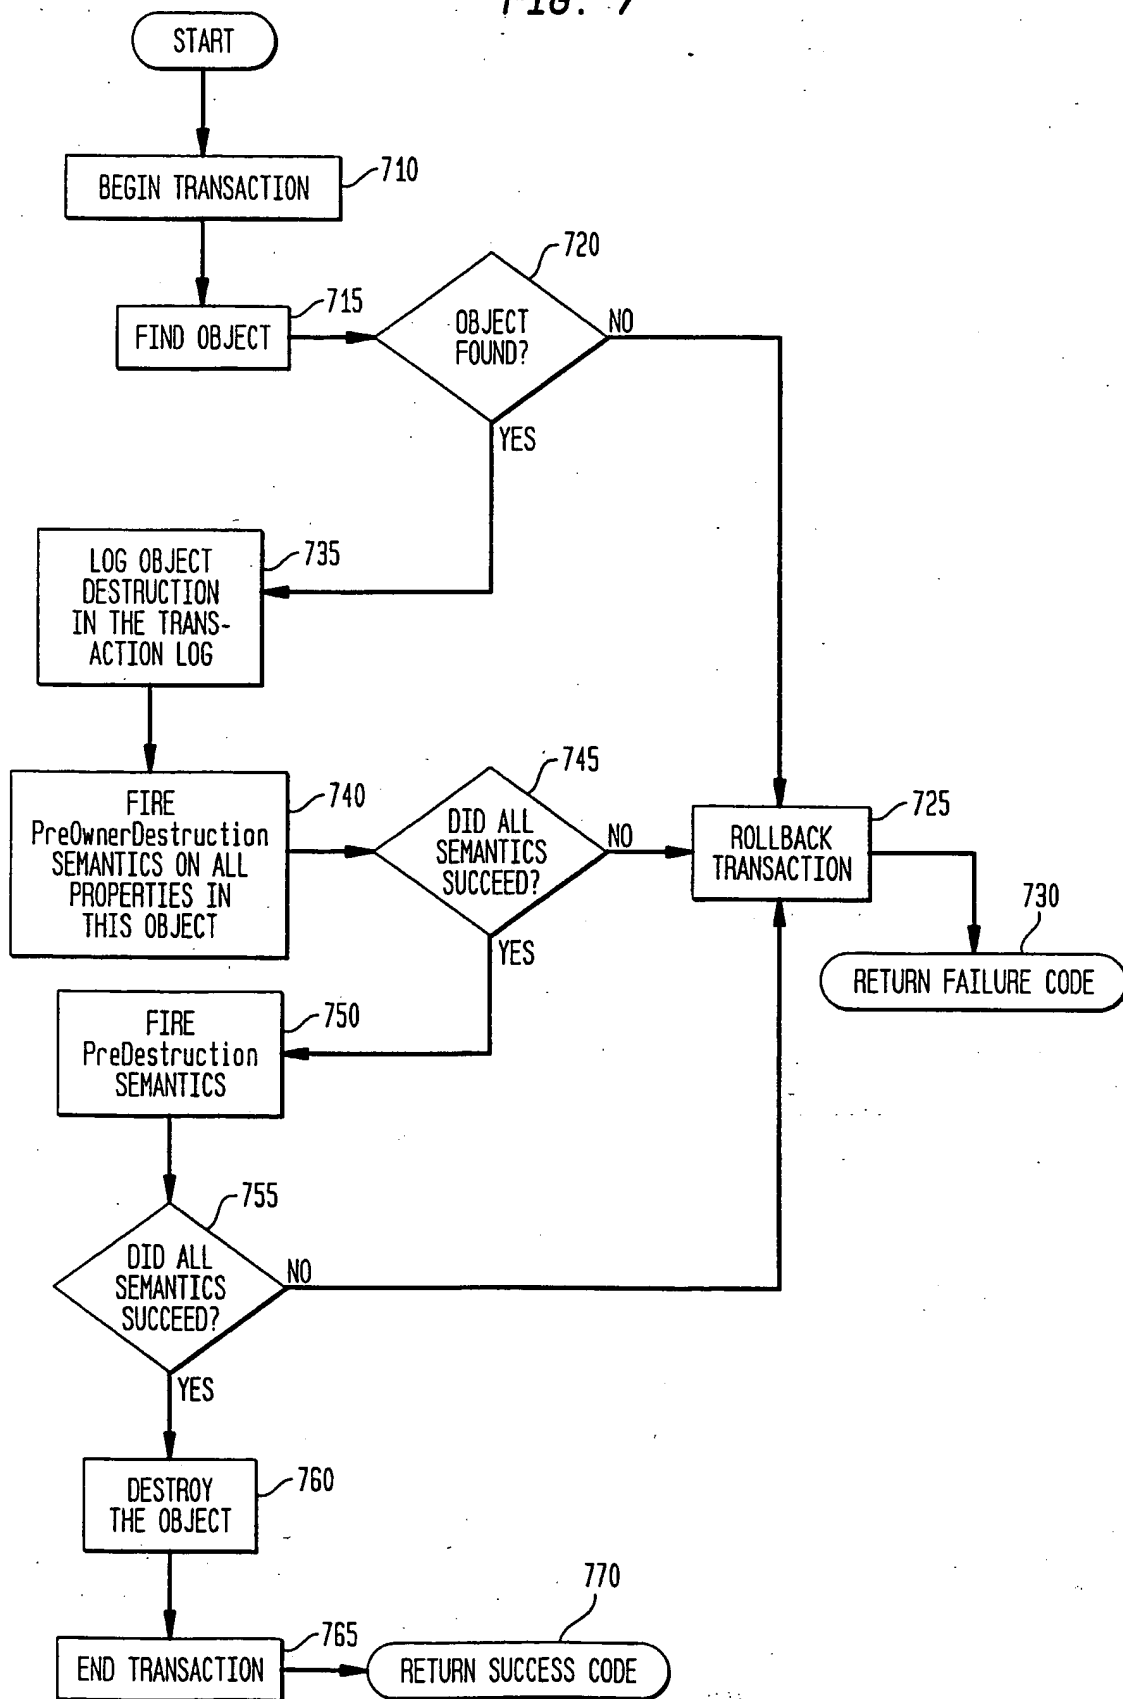 FIG. 7
START
BEGIN TRANSACTION
710
FIND OBJECT
715
OBJECT
FOUND?
720
NO
YES
LOG OBJECT
DESTRUCTION
IN THE TRANS-
ACTION LOG
735
FIRE
PreOwnerDestruction
SEMANTICS ON ALL
PROPERTIES IN
THIS OBJECT
740
DID ALL
SEMANTICS
SUCCEED?
745
NO
YES
ROLLBACK
TRANSACTION
725
730
RETURN FAILURE CODE
FIRE
PreDestruction
SEMANTICS
750
DID ALL
SEMANTICS
SUCCEED?
755
NO
YES
DESTROY
THE OBJECT
760
END TRANSACTION
765
770
RETURN SUCCESS CODE